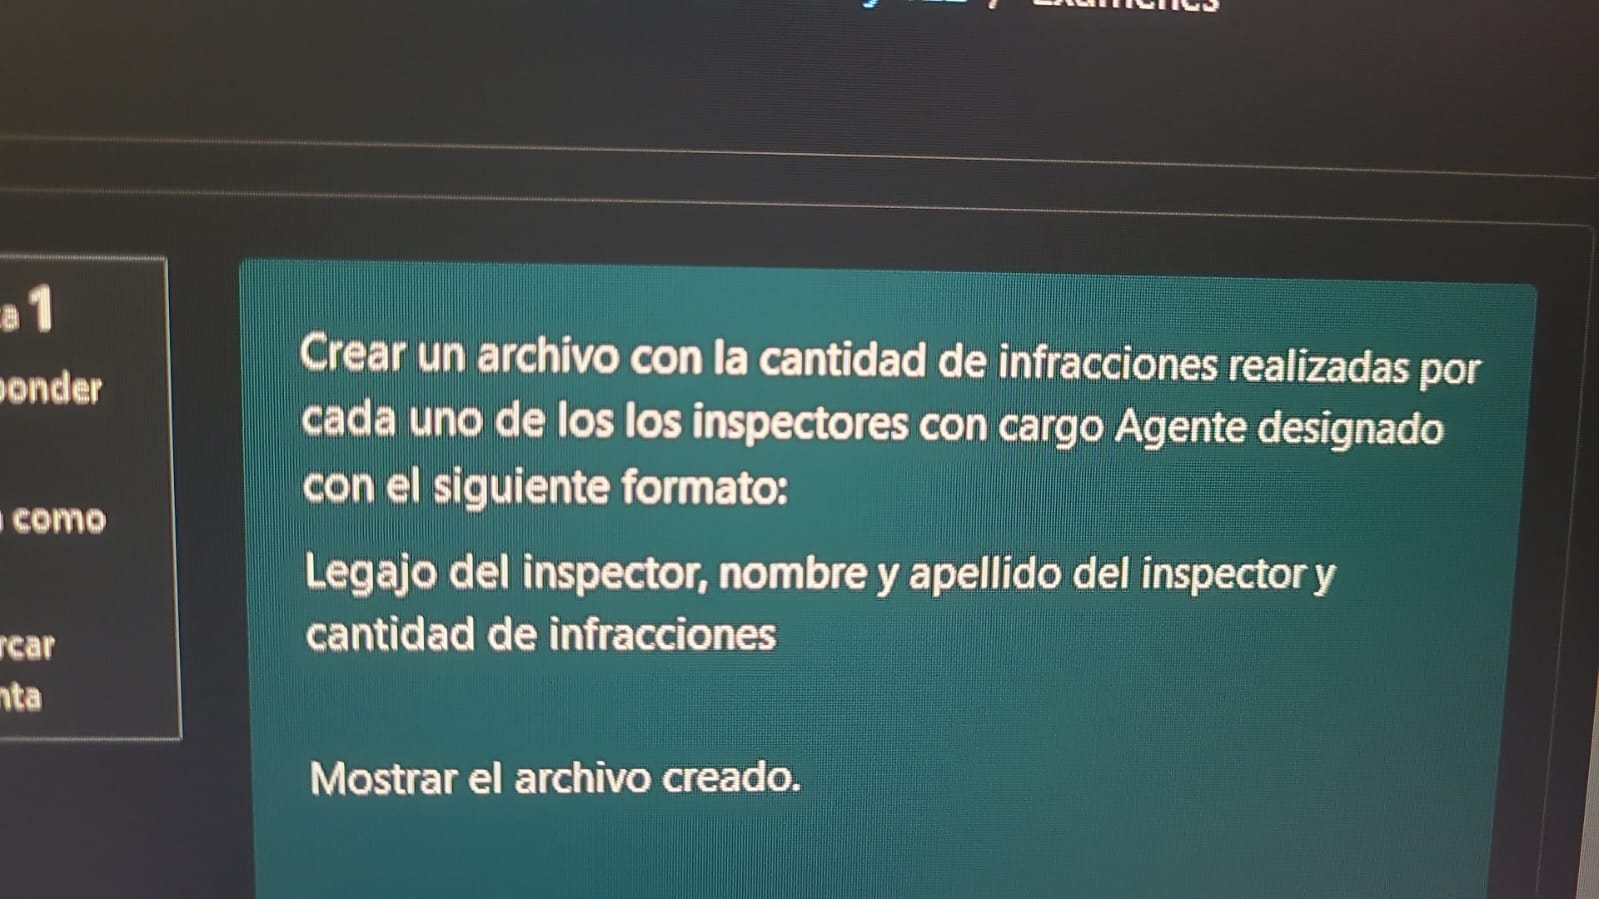 / Exámenes
1
Crear un archivo con la cantidad de infracciones realizadas por
ponder
cada uno de los los inspectores con cargo Agente designado
con el siguiente formato:
como
Legajo del inspector, nombre y apellido del inspector y
cantidad de infracciones
rcar
nta
Mostrar el archivo creado.